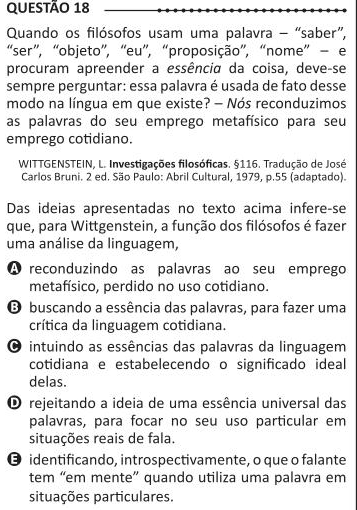 QUESTÃO 18
Quando os filósofos usam uma palavra – “saber”,
“ser”, “objeto”, “eu”, “proposição”, “nome” – e
procuram apreender a essência da coisa, deve-se
sempre perguntar: essa palavra é usada de fato desse
modo na língua em que existe? – Nós reconduzimos
as palavras do seu emprego metafísico para seu
emprego cotidiano.
WITTGENSTEIN, L. Investigações filosóficas. §116. Tradução de José
Carlos Bruni. 2 ed. São Paulo: Abril Cultural, 1979, p.55 (adaptado).
Das ideias apresentadas no texto acima infere-se
que, para Wittgenstein, a função dos filósofos é fazer
uma análise da linguagem,
A reconduzindo as palavras ao seu emprego
metafísico, perdido no uso cotidiano.
B buscando a essência das palavras, para fazer uma
crítica da linguagem cotidiana.
C intuindo as essências das palavras da linguagem
cotidiana e estabelecendo o significado ideal
delas.
D rejeitando a ideia de uma essência universal das
palavras, para focar no seu uso particular em
situações reais de fala.
E identificando, introspectivamente, o que o falante
tem “em mente” quando utiliza uma palavra em
situações particulares.